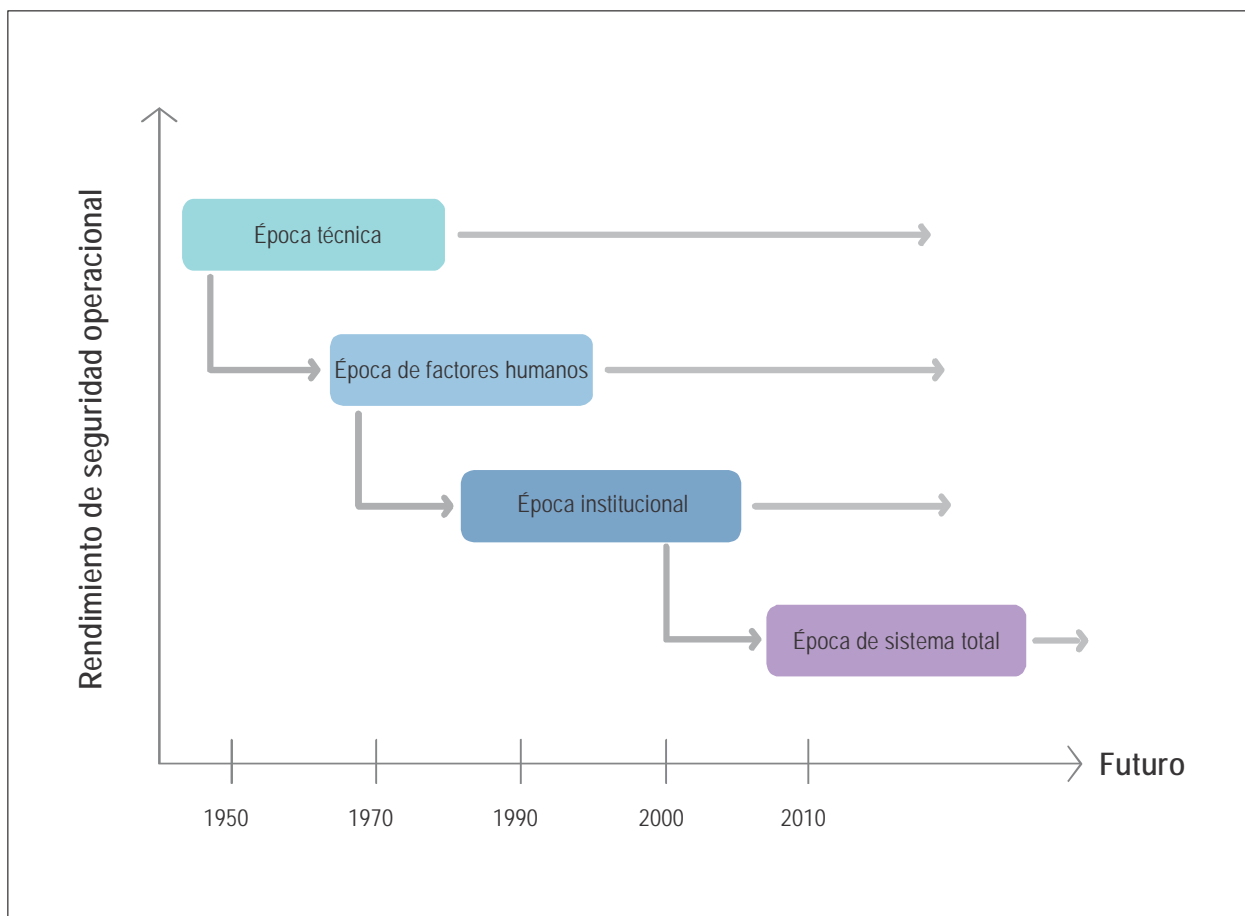 Rendimiento de seguridad operacional
Época técnica
Época de factores humanos
Época institucional
Época de sistema total
Futuro
1950
1970
1990
2000
2010